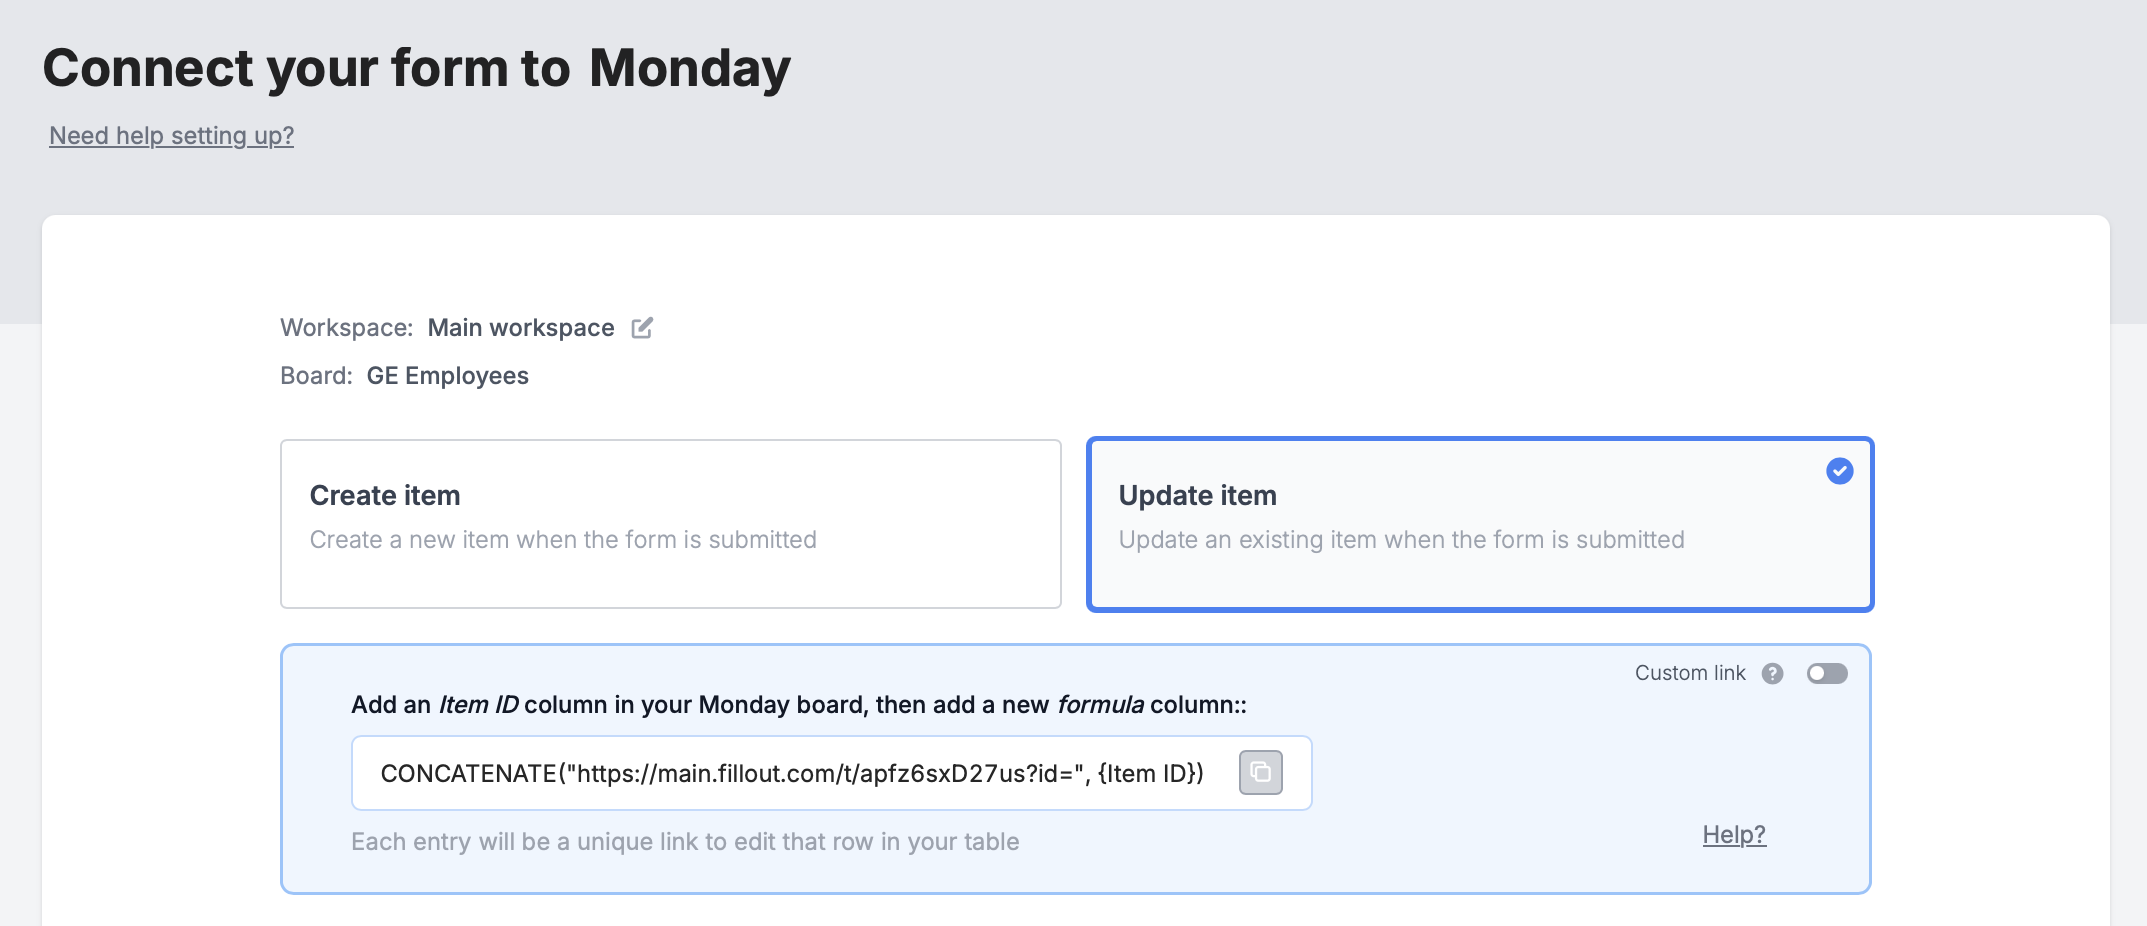 Connect your form to Monday
Need help setting up?
Workspace: Main workspace
Board: GE Employees
Create item
Create a new item when the form is submitted
Update item
Update an existing item when the form is submitted
Custom link ?
Add an Item ID column in your Monday board, then add a new formula column::
CONCATENATE("https://main.fillout.com/t/apfz6sxD27us?id=", {Item ID})
Each entry will be a unique link to edit that row in your table
Help?